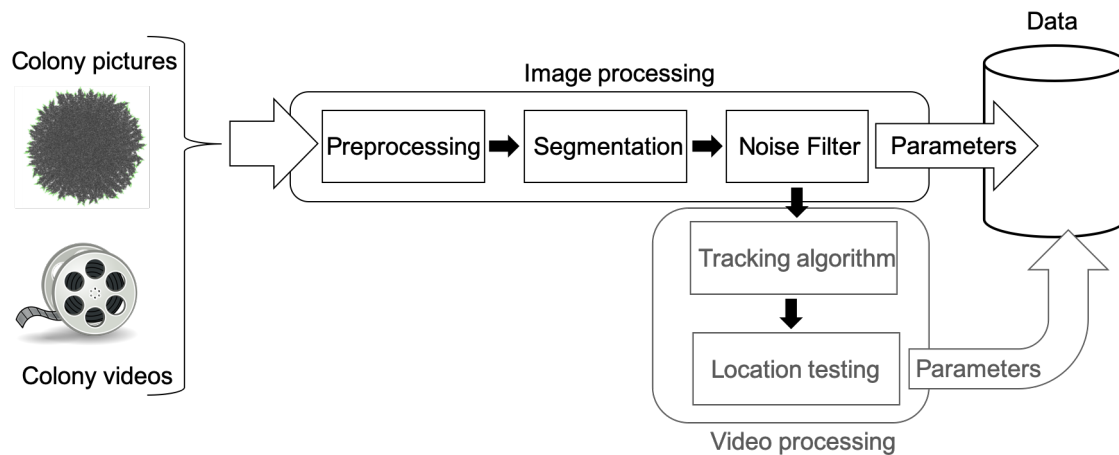 Data
Colony pictures
Image processing
Preprocessing
Segmentation
Noise Filter
Parameters
Tracking algorithm
Location testing
Parameters
Colony videos
Video processing